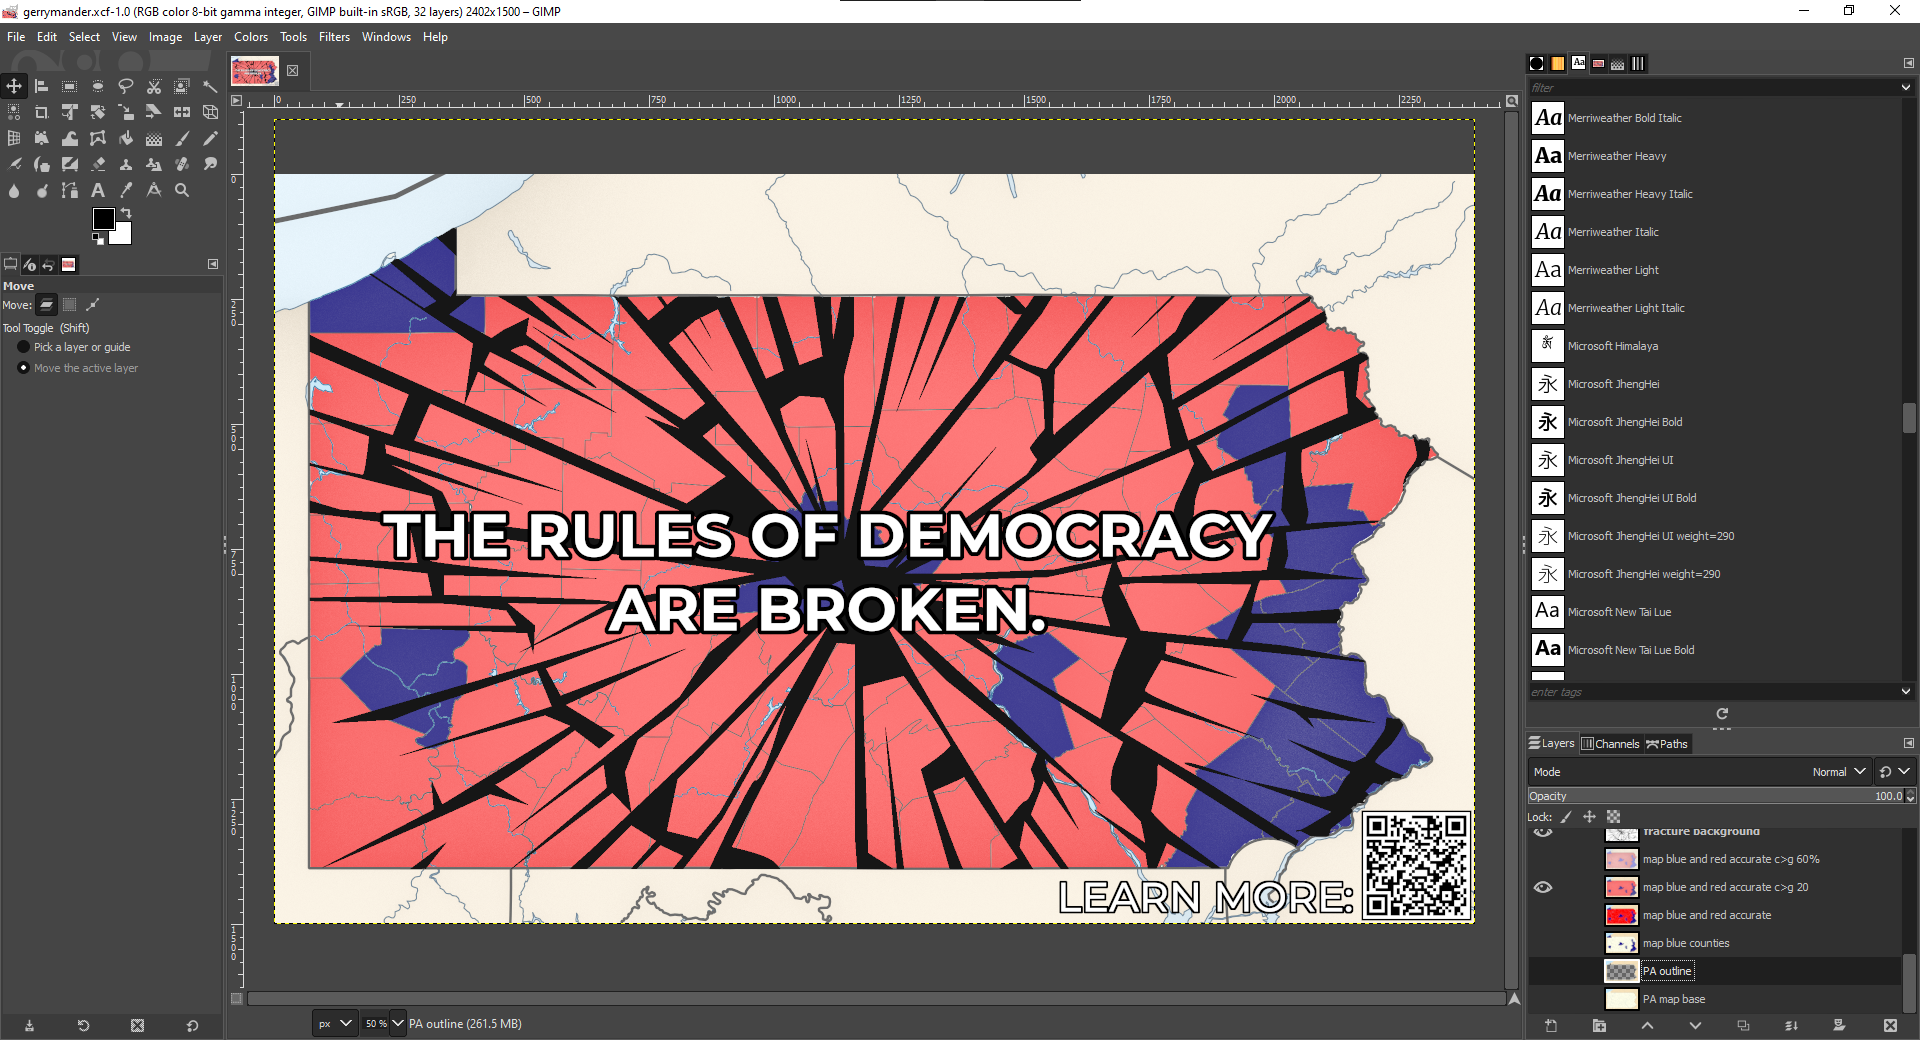 gerrymander.xcf-1.0 (RGB color 8-bit gamma integer, GIMP built-in sRGB, 32 layers) 2402x1500 – GIMP
File Edit Select View Image Layer Colors Tools Filters Windows Help
0 250 500 750 1000 1250 1500 1750 2000 2250
0
250
500
750
1000
1250
1500
Move
Move:
Tool Toggle (Shift)
Pick a layer or guide
Move the active layer
THE RULES OF DEMOCRACY
ARE BROKEN.
LEARN MORE:
px 50 % PA outline (261.5 MB)
Aa
filter
Aa Merriweather Bold Italic
Aa Merriweather Heavy
Aa Merriweather Heavy Italic
Aa Merriweather Italic
Aa Merriweather Light
Aa Merriweather Light Italic
Microsoft Himalaya
永 Microsoft JhengHei
永 Microsoft JhengHei Bold
永 Microsoft JhengHei UI
永 Microsoft JhengHei UI Bold
永 Microsoft JhengHei UI weight=290
永 Microsoft JhengHei weight=290
Aa Microsoft New Tai Lue
Aa Microsoft New Tai Lue Bold
enter tags
Layers Channels Paths
Mode Normal
Opacity 100.0
Lock:
fracture background
map blue and red accurate c>g 60%
map blue and red accurate c>g 20
map blue and red accurate
map blue counties
PA outline
PA map base